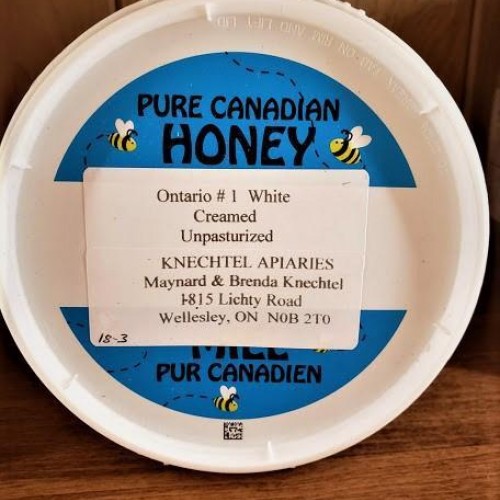 PURE CANADIAN
HONEY
Ontario # 1 White
Creamed
Unpasturized
KNECHTEL APIARIES
Maynard & Brenda Knechtel
1815 Lichty Road
Wellesley, ON N0B 2T0
18-3
MIEL
PUR CANADIEN